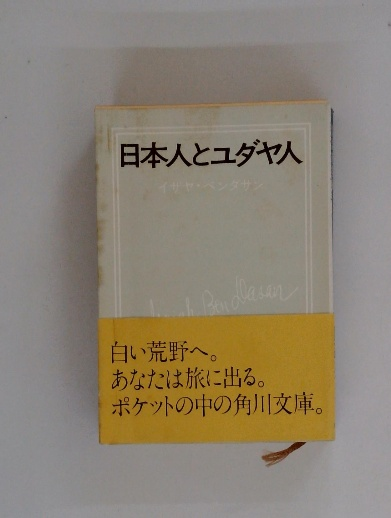 日本人とユダヤ人
イザヤ・ベンダサン
Ben Dasan
白い荒野へ。
あなたは旅に出る。
ポケットの中の角川文庫。